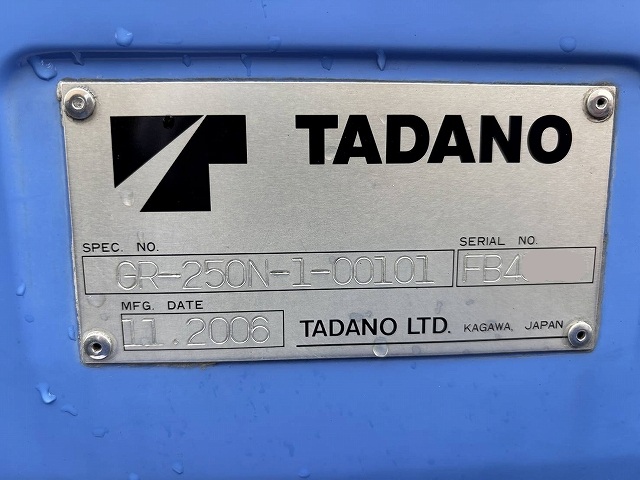 TADANO
SPEC. NO.
GR-250N-1-00101
SERIAL NO.
FB4
MFG. DATE
11.2006
TADANO LTD. KAGAWA, JAPAN